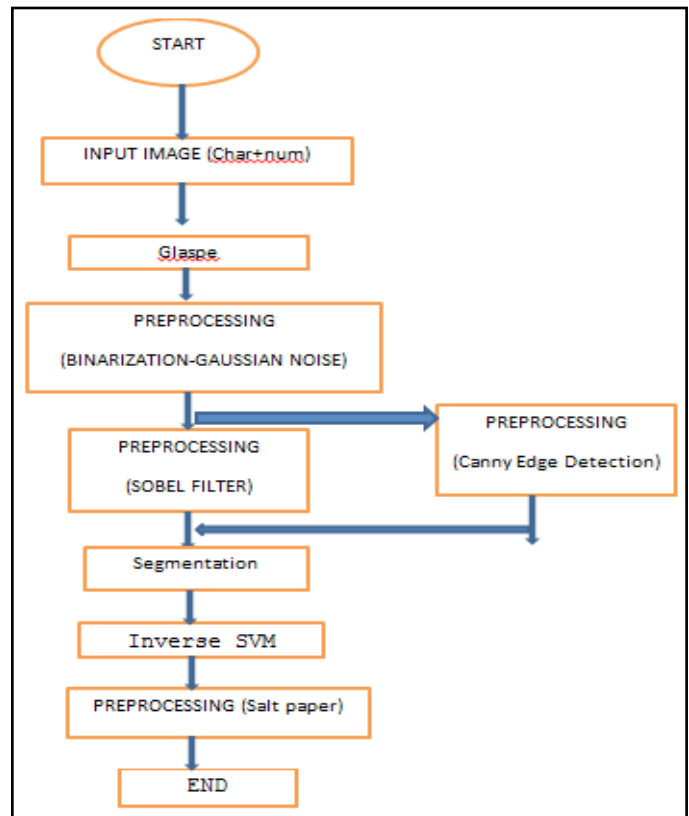 START
INPUT IMAGE (Char+num)
Glaspe
PREPROCESSING
(BINARIZATION-GAUSSIAN NOISE)
PREPROCESSING
(SOBEL FILTER)
PREPROCESSING
(Canny Edge Detection)
Segmentation
Inverse SVM
PREPROCESSING (Salt paper)
END